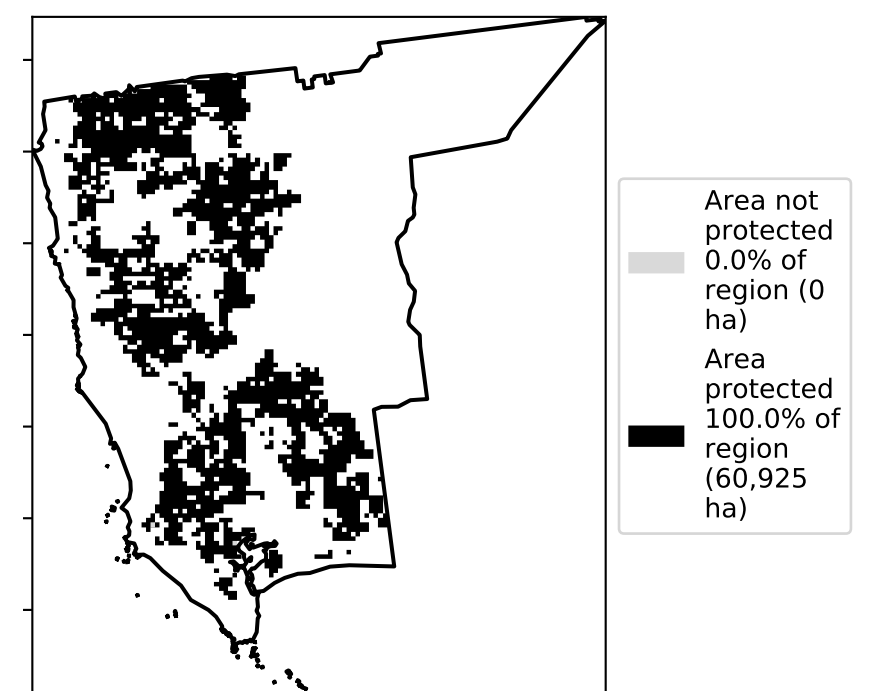 Area not
protected
0.0% of
region (0
ha)
Area
protected
100.0% of
region
(60,925
ha)